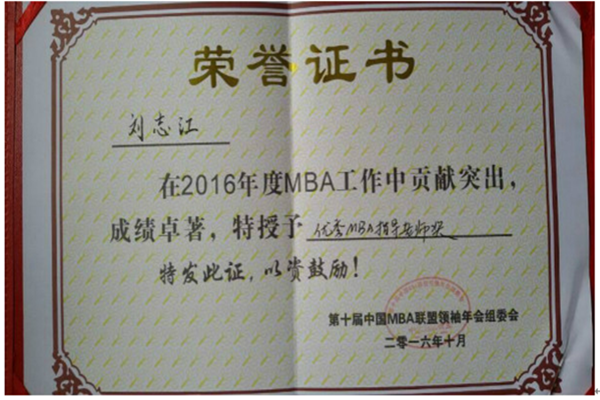 荣誉证书
刘志江
在2016年度MBA工作中贡献突出，
成绩卓著，特授予 优秀MBA指导老师奖
特发此证，以资鼓励！
第十届中国MBA联盟领袖年会组委会
二零一六年十月